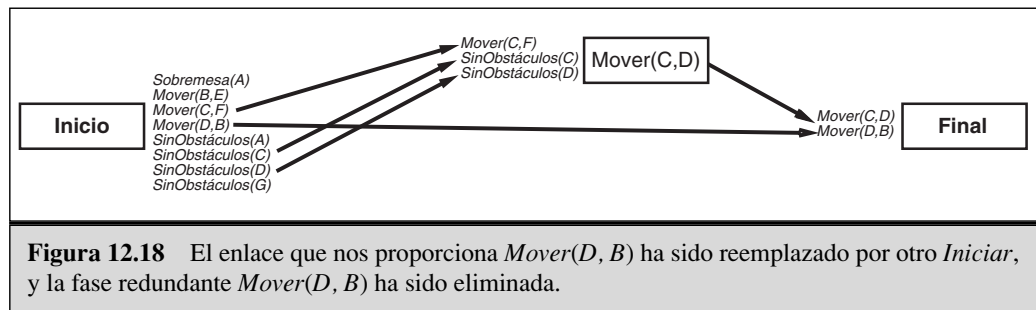 Inicio
Sobremesa(A)
Mover(B,E)
Mover(C,F)
Mover(D,B)
SinObstáculos(A)
SinObstáculos(C)
SinObstáculos(D)
SinObstáculos(G)
Mover(C,F)
SinObstáculos(C)
SinObstáculos(D)
Mover(C,D)
Mover(C,D)
Mover(D,B)
Final
Figura 12.18 El enlace que nos proporciona Mover(D, B) ha sido reemplazado por otro Iniciar,
y la fase redundante Mover(D, B) ha sido eliminada.